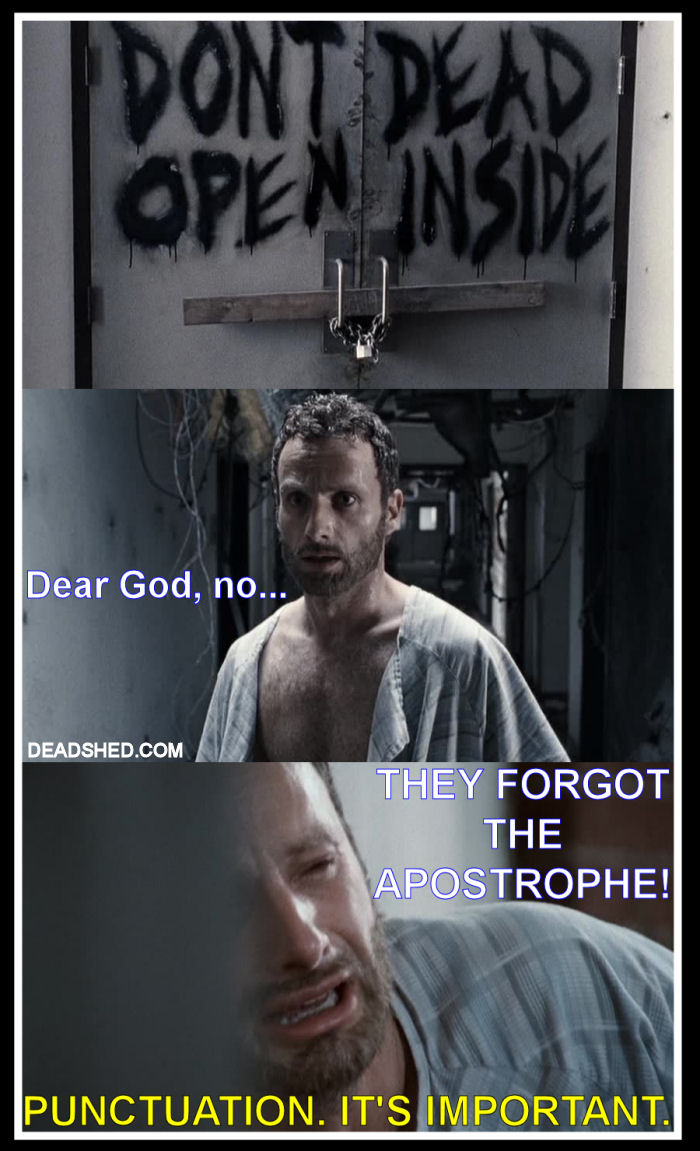 DONT DEAD
OPEN INSIDE
Dear God, no...
DEADSHED.COM
THEY FORGOT
THE
APOSTROPHE!
PUNCTUATION. IT'S IMPORTANT.